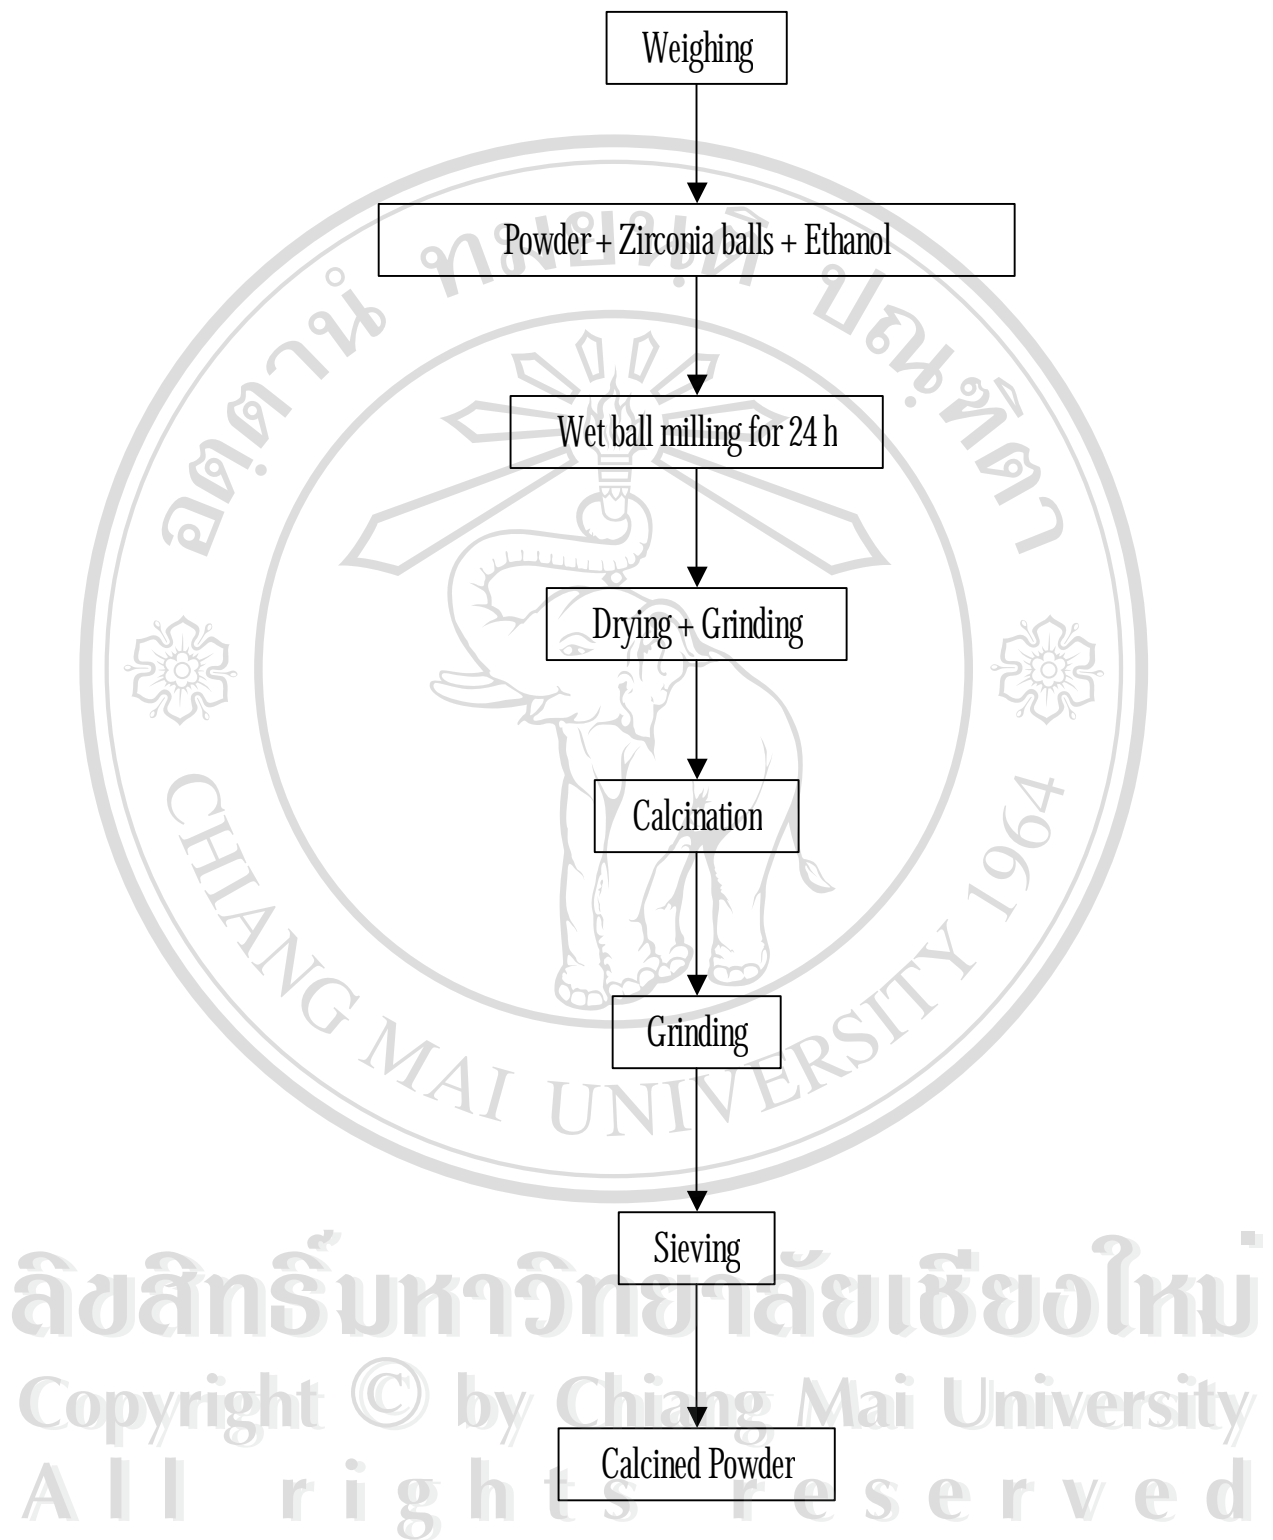 Weighing
Powder + Zirconia balls + Ethanol
Wet ball milling for 24 h
Drying + Grinding
Calcination
Grinding
Sieving
Calcined Powder
CHIANG MAI UNIVERSITY 1964
ลิขสิทธิ์มหาวิทยาลัยเชียงใหม่
Copyright © by Chiang Mai University
All rights reserved